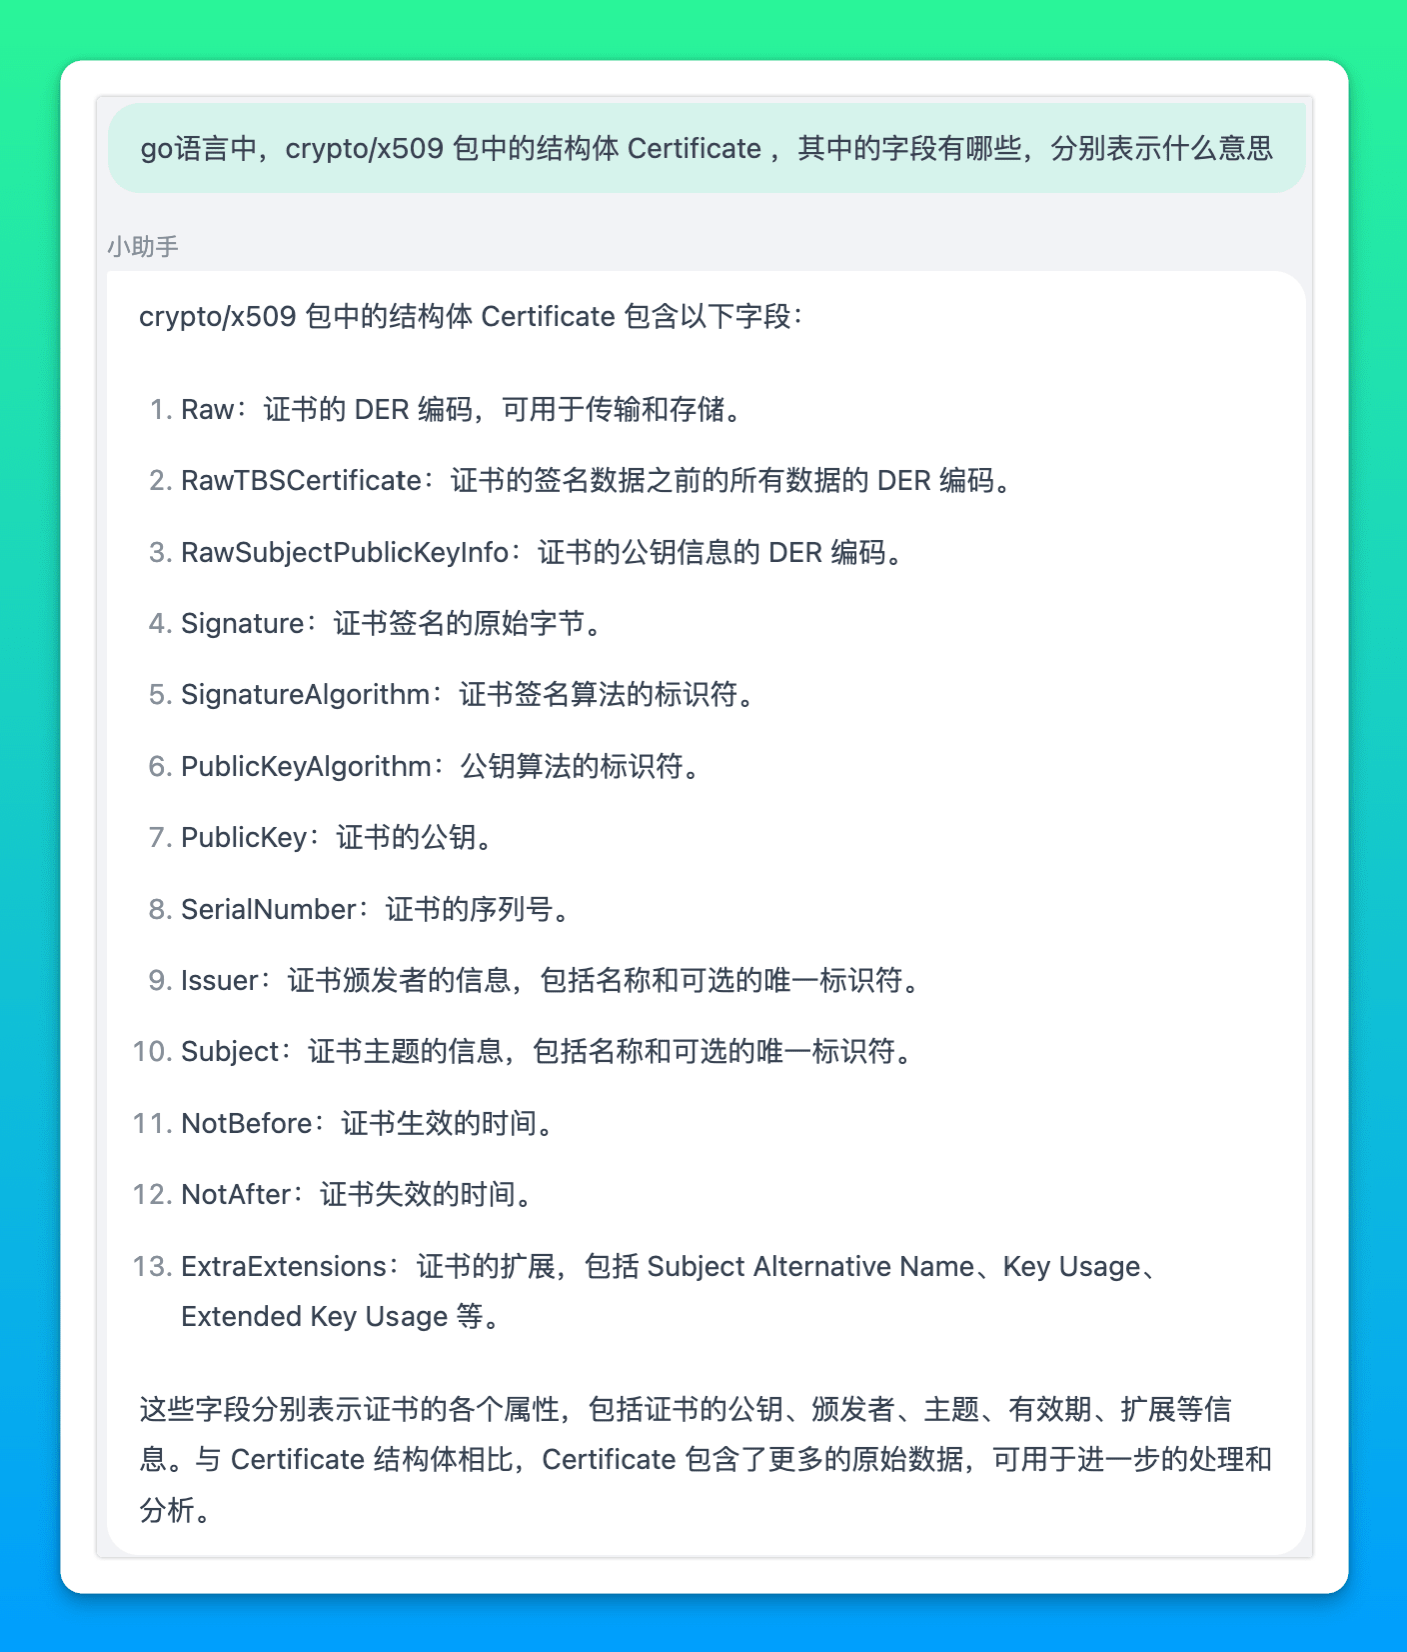 go语言中，crypto/x509 包中的结构体 Certificate ，其中的字段有哪些，分别表示什么意思
小助手
crypto/x509 包中的结构体 Certificate 包含以下字段：
1. Raw：证书的 DER 编码，可用于传输和存储。
2. RawTBSCertificate：证书的签名数据之前的所有数据的 DER 编码。
3. RawSubjectPublicKeyInfo：证书的公钥信息的 DER 编码。
4. Signature：证书签名的原始字节。
5. SignatureAlgorithm：证书签名算法的标识符。
6. PublicKeyAlgorithm：公钥算法的标识符。
7. PublicKey：证书的公钥。
8. SerialNumber：证书的序列号。
9. Issuer：证书颁发者的信息，包括名称和可选的唯一标识符。
10. Subject：证书主题的信息，包括名称和可选的唯一标识符。
11. NotBefore：证书生效的时间。
12. NotAfter：证书失效的时间。
13. ExtraExtensions：证书的扩展，包括 Subject Alternative Name、Key Usage、
Extended Key Usage 等。
这些字段分别表示证书的各个属性，包括证书的公钥、颁发者、主题、有效期、扩展等信
息。与 Certificate 结构体相比，Certificate 包含了更多的原始数据，可用于进一步的处理和
分析。